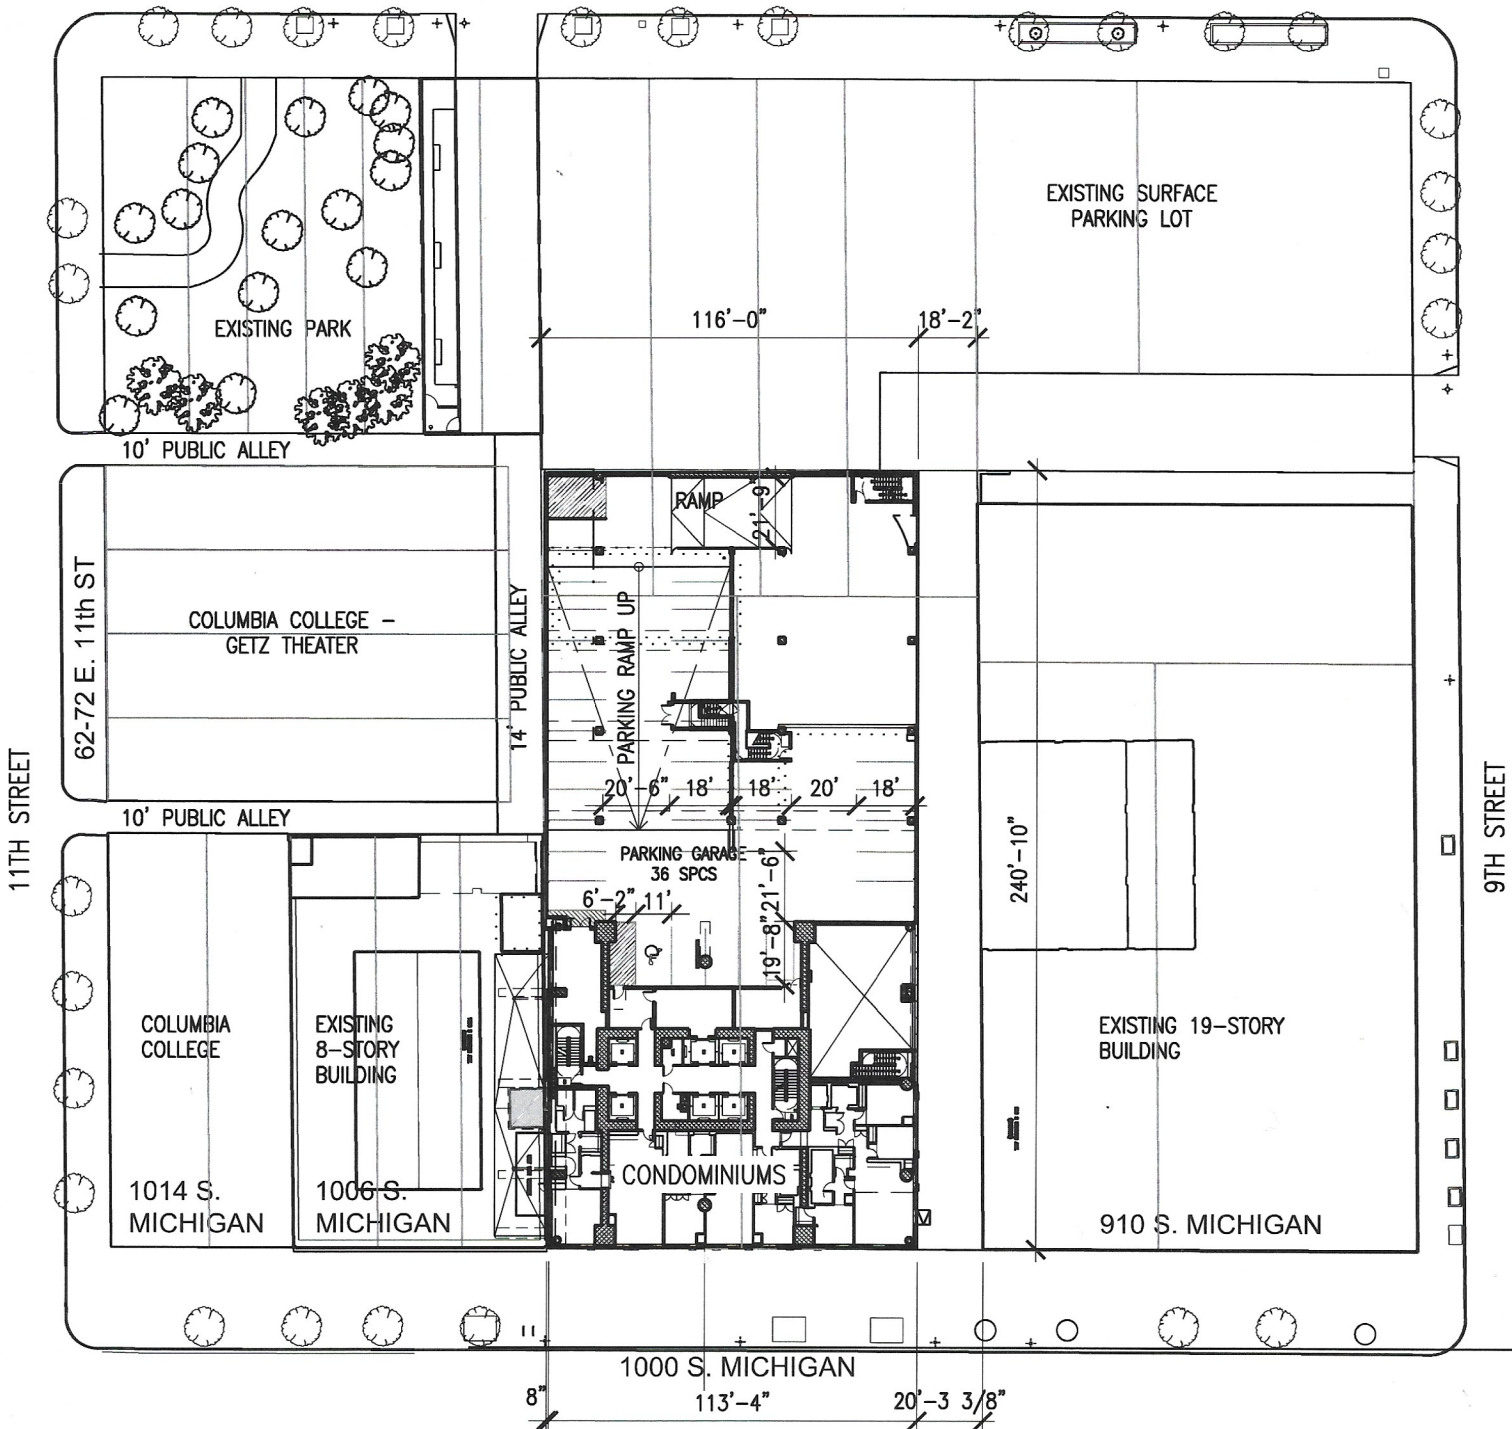 EXISTING SURFACE
PARKING LOT
116'-0"
18'-2"
EXISTING PARK
10' PUBLIC ALLEY
RAMP
21'-9
62-72 E. 11th ST
COLUMBIA COLLEGE -
GETZ THEATER
14' PUBLIC ALLEY
PARKING RAMP UP
20'-6"
18'
18'
20'
18'
11TH STREET
9TH STREET
10' PUBLIC ALLEY
PARKING GARAGE
36 SPCS
21'-6"
240'-10"
6'-2"
11'
19'-8"
COLUMBIA
COLLEGE
EXISTING
8-STORY
BUILDING
EXISTING 19-STORY
BUILDING
CONDOMINIUMS
1014 S.
MICHIGAN
1006 S.
MICHIGAN
910 S. MICHIGAN
1000 S. MICHIGAN
8"
113'-4"
20'-3 3/8"